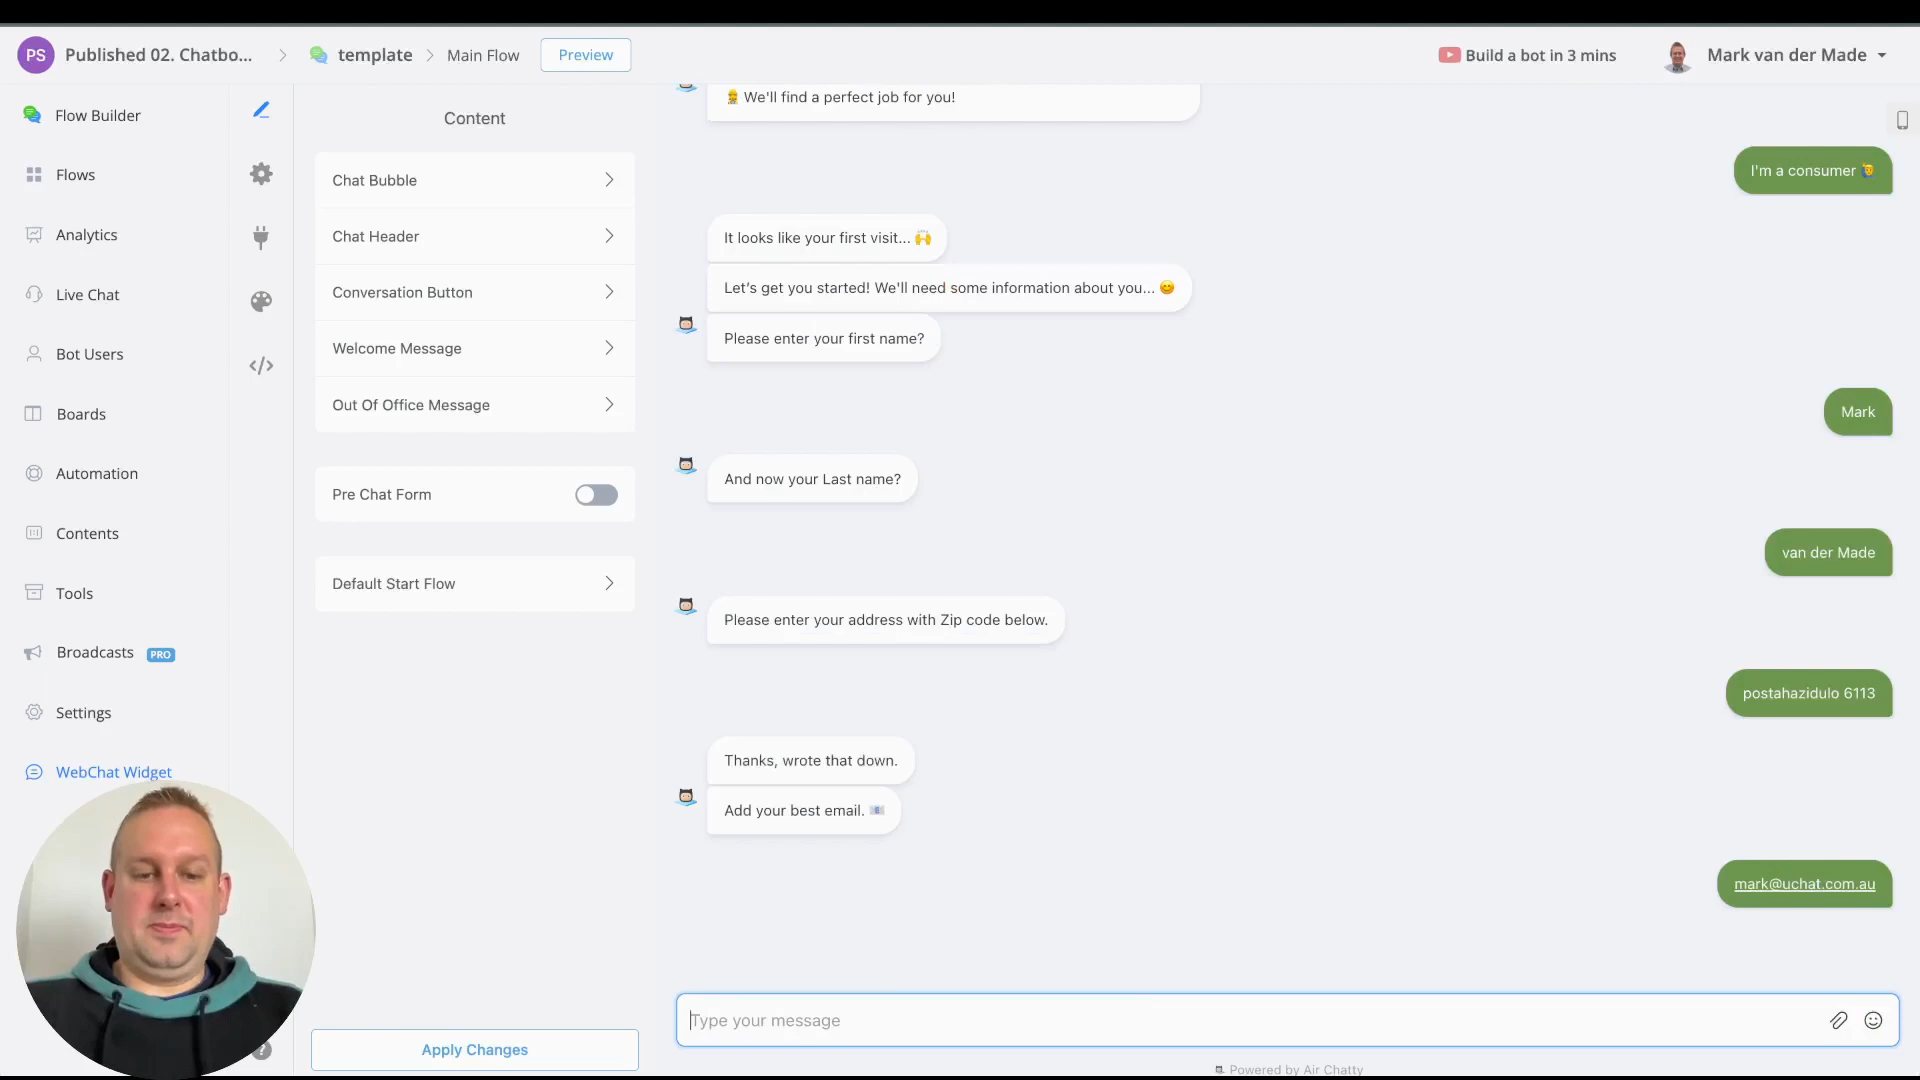 PS Published 02. Chatbo... template Main Flow Preview Build a bot in 3 mins Mark van der Made
Flow Builder
Flows
Analytics
Live Chat
Bot Users
Boards
Automation
Contents
Tools
Broadcasts PRO
Settings
WebChat Widget
?
Content
Chat Bubble
Chat Header
Conversation Button
Welcome Message
Out Of Office Message
Pre Chat Form
Default Start Flow
Apply Changes
We'll find a perfect job for you!
I'm a consumer
It looks like your first visit...
Let's get you started! We'll need some information about you...
Please enter your first name?
Mark
And now your Last name?
van der Made
Please enter your address with Zip code below.
postahazidulo 6113
Thanks, wrote that down.
Add your best email.
mark@uchat.com.au
Type your message
Powered by Air Chatty